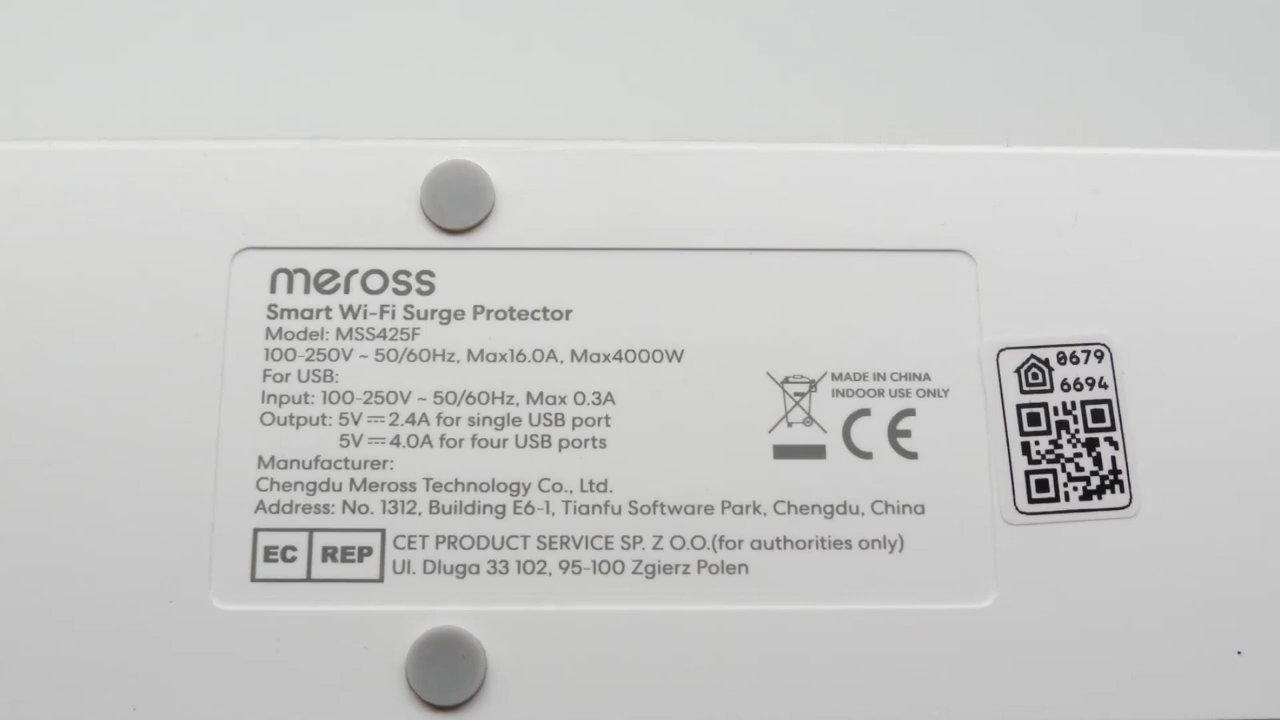 meross
Smart Wi-Fi Surge Protector
Model: MSS425F
100-250V ~ 50/60Hz, Max16.0A, Max4000W
For USB:
Input: 100-250V ~ 50/60Hz, Max 0.3A
Output: 5V⎓2.4A for single USB port
5V⎓4.0A for four USB ports
Manufacturer:
Chengdu Meross Technology Co., Ltd.
Address: No. 1312, Building E6-1, Tianfu Software Park, Chengdu, China
EC REP
CET PRODUCT SERVICE SP. Z O.O.(for authorities only)
Ul. Dluga 33 102, 95-100 Zgierz Polen
MADE IN CHINA
INDOOR USE ONLY
CE
0679
6694